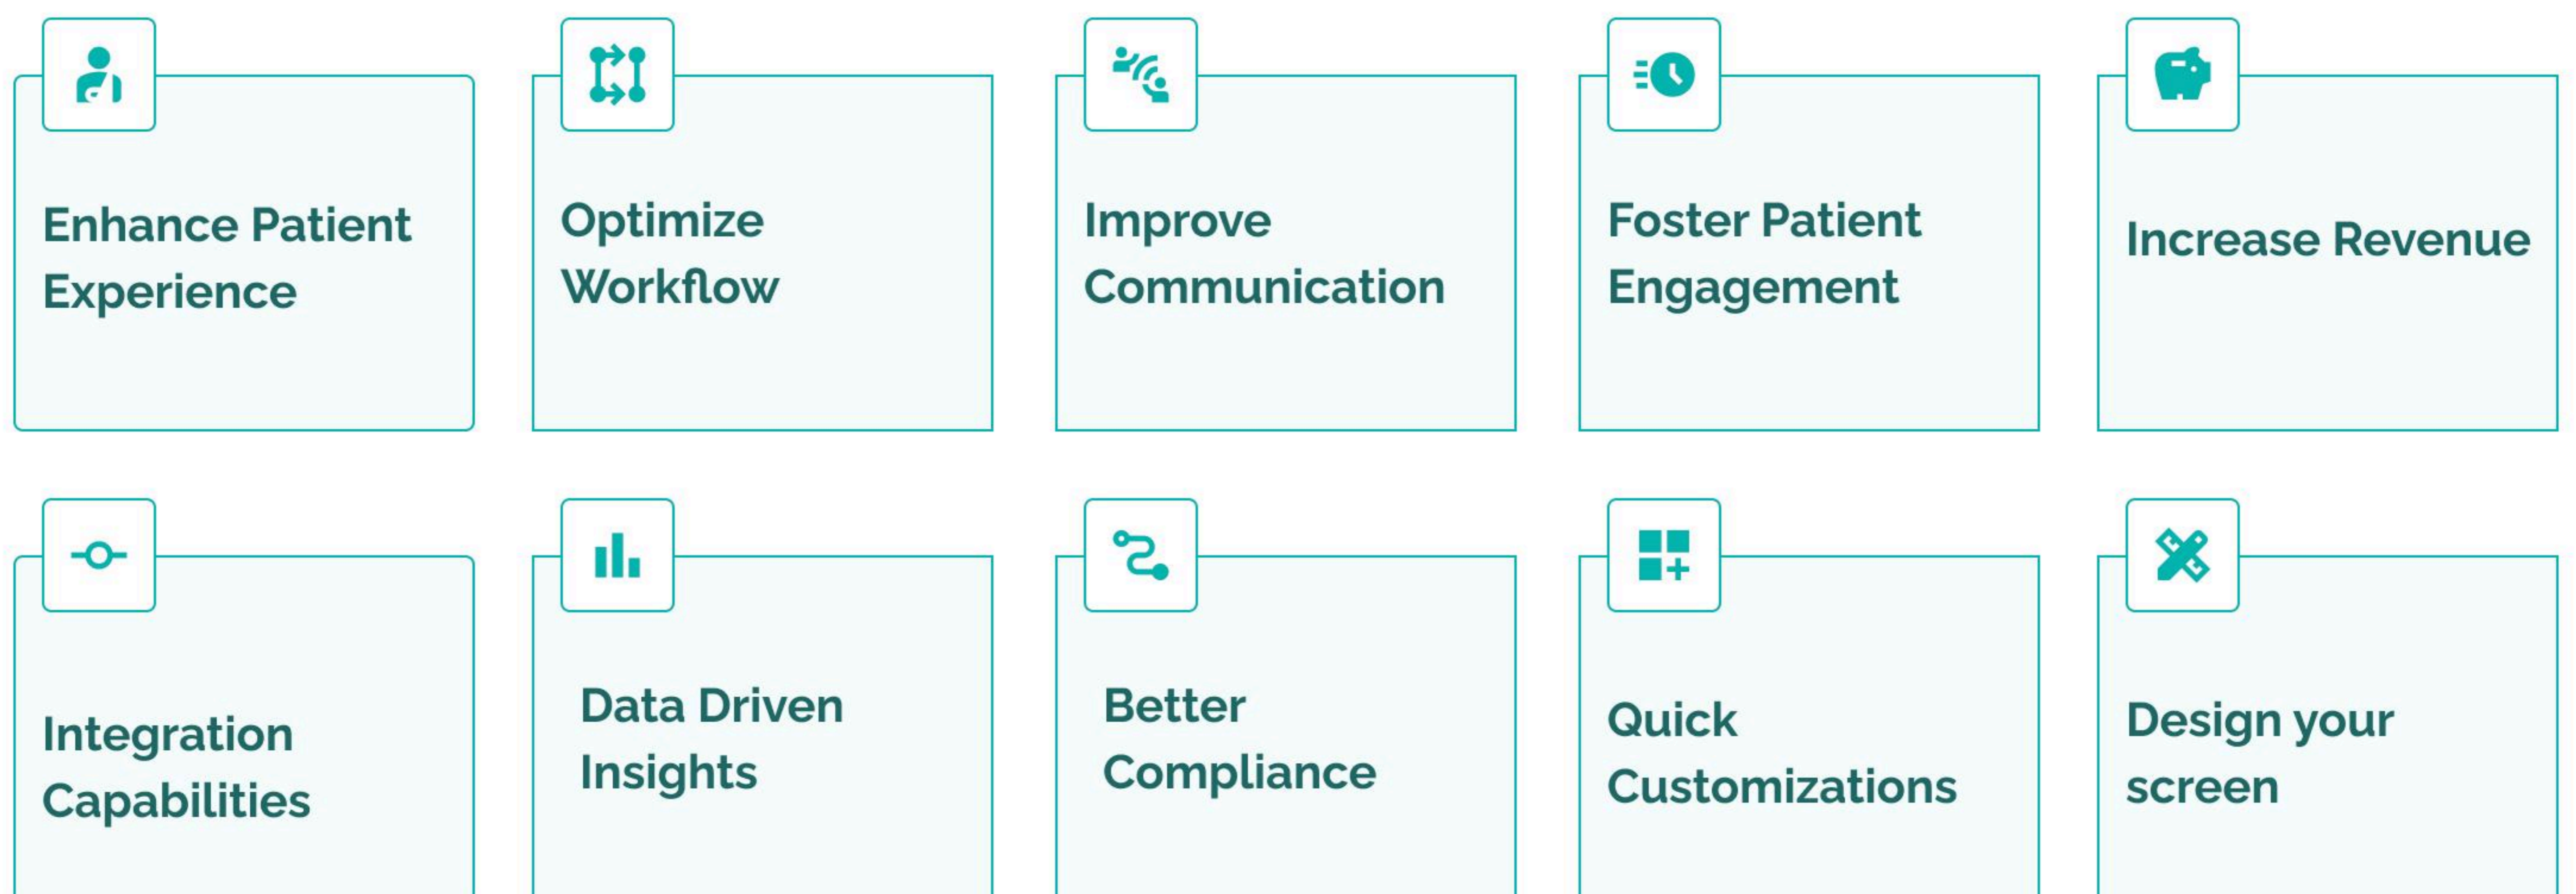 Enhance Patient
Experience
Optimize
Workflow
Improve
Communication
Foster Patient
Engagement
Increase Revenue
Integration
Capabilities
Data Driven
Insights
Better
Compliance
Quick
Customizations
Design your
screen